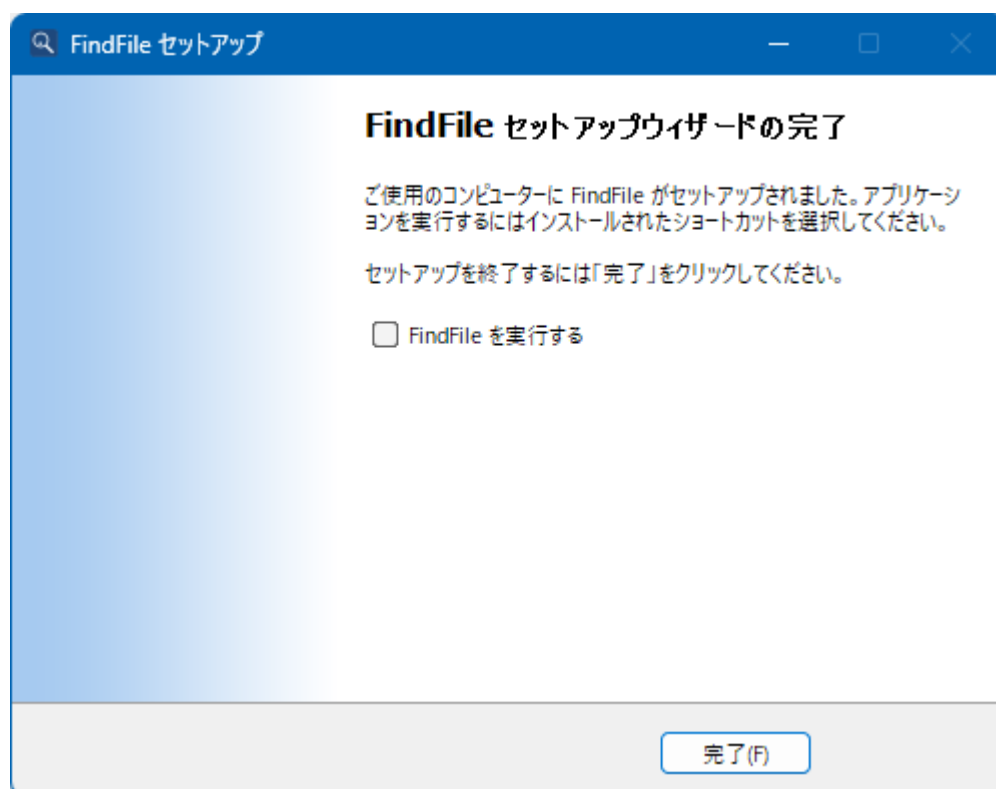 FindFile セットアップ
FindFile セットアップウィザードの完了
ご使用のコンピューターに FindFile がセットアップされました。アプリケーシ
ョンを実行するにはインストールされたショートカットを選択してください。
セットアップを終了するには「完了」をクリックしてください。
FindFile を実行する
完了(F)